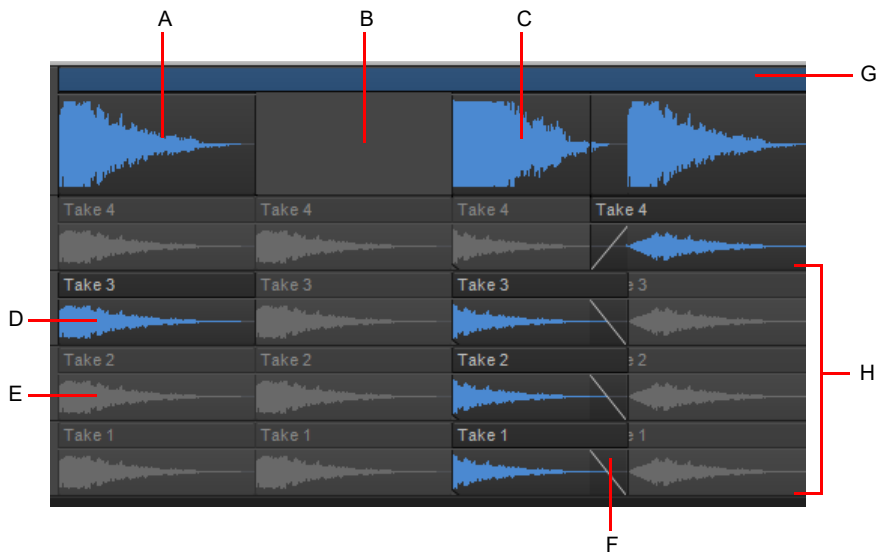 A
B
C
G
Take 4
Take 4
Take 4
Take 4
Take 3
Take 3
Take 3
e 3
D
Take 2
Take 2
Take 2
e 2
E
H
Take 1
Take 1
Take 1
e 1
F